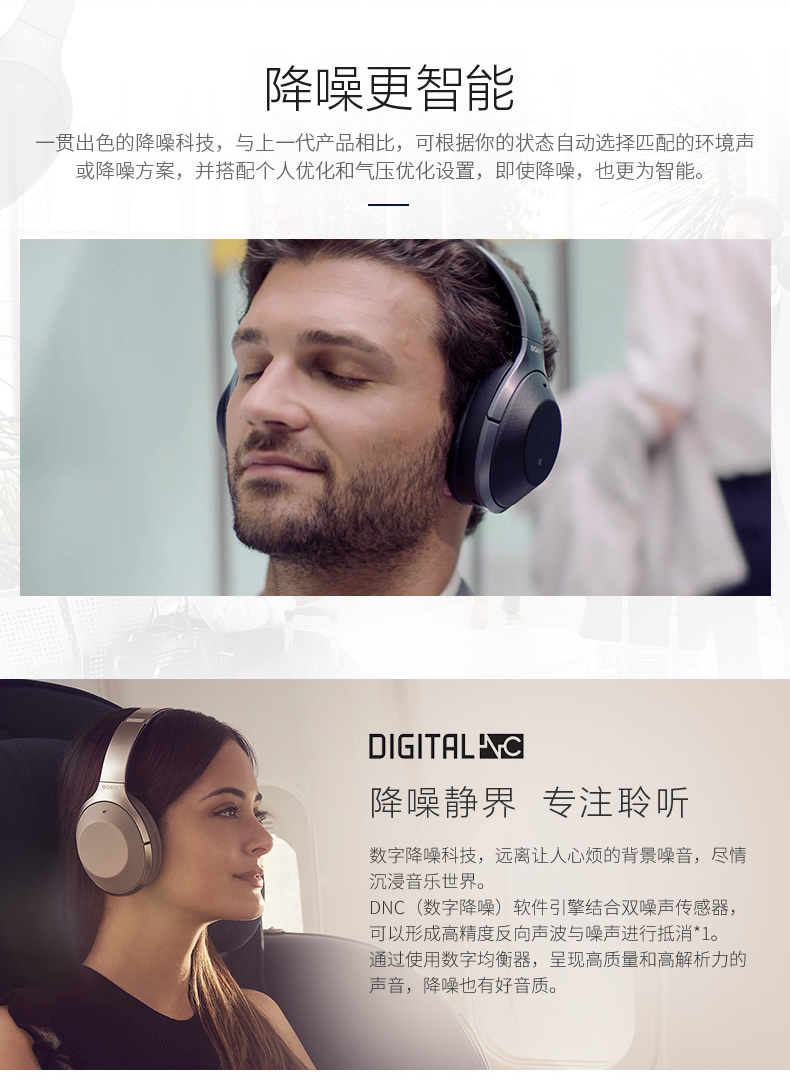 降噪更智能
一贯出色的降噪科技，与上一代产品相比，可根据你的状态自动选择匹配的环境声
或降噪方案，并搭配个人优化和气压优化设置，即使降噪，也更为智能。
SONY
DIGITAL NC
降噪静界 专注聆听
数字降噪科技，远离让人心烦的背景噪音，尽情
沉浸音乐世界。
DNC（数字降噪）软件引擎结合双噪声传感器，
可以形成高精度反向声波与噪声进行抵消*1。
通过使用数字均衡器，呈现高质量和高解析力的
声音，降噪也有好音质。
SONY